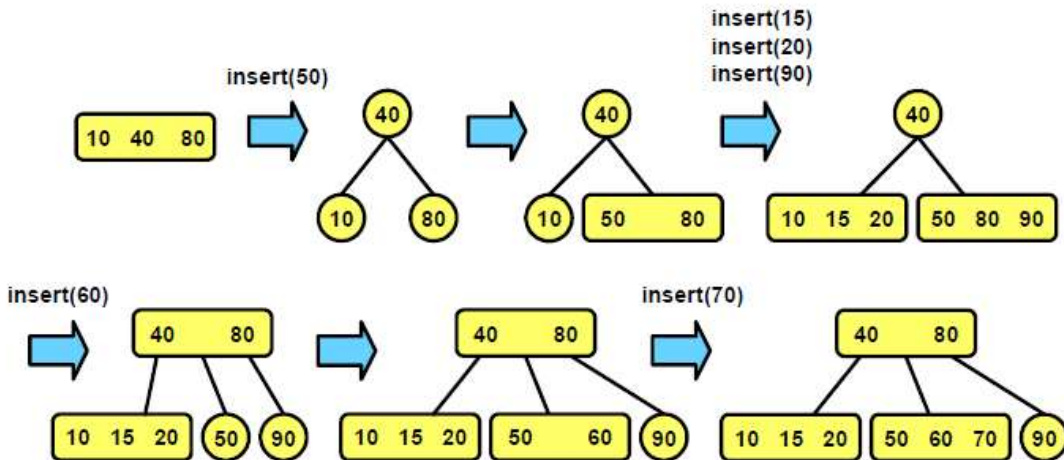 insert(15)
insert(20)
insert(50) insert(90)
10 40 80 40 40 40
10 80 10 50 80 10 15 20 50 80 90
insert(60) insert(70)
40 80 40 80 40 80
10 15 20 50 90 10 15 20 50 60 90 10 15 20 50 60 70 90